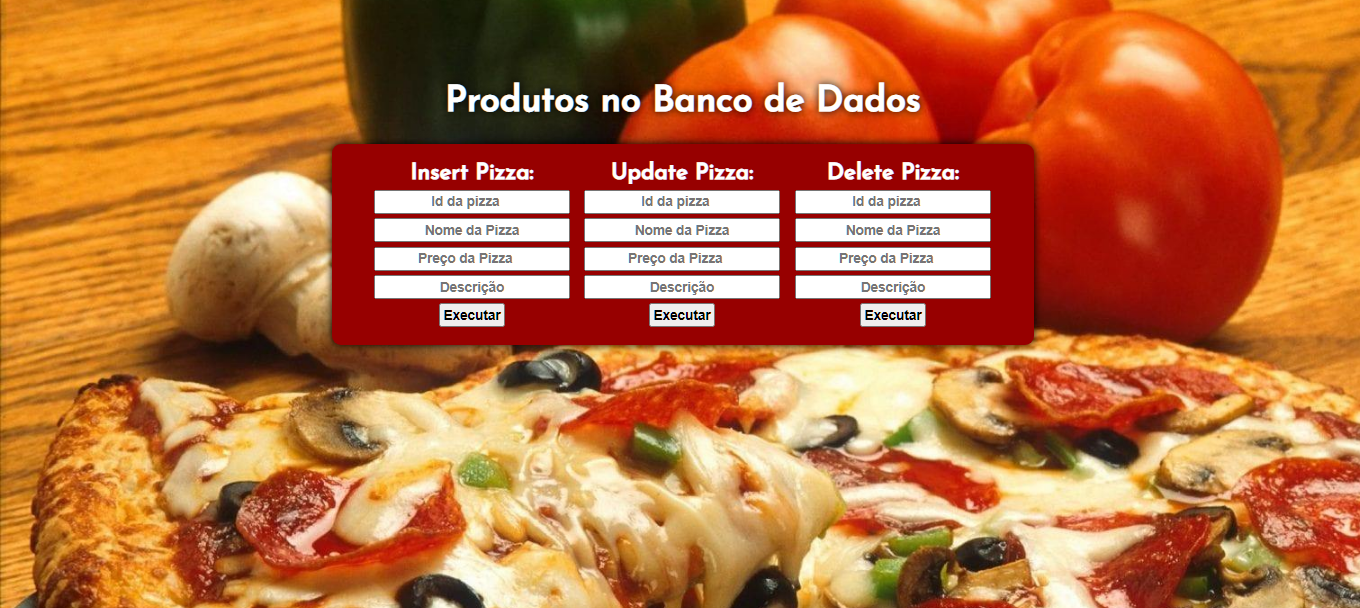 Produtos no Banco de Dados
Insert Pizza:
Id da pizza
Nome da Pizza
Preço da Pizza
Descrição
Executar
Update Pizza:
Id da pizza
Nome da Pizza
Preço da Pizza
Descrição
Executar
Delete Pizza:
Id da pizza
Nome da Pizza
Preço da Pizza
Descrição
Executar